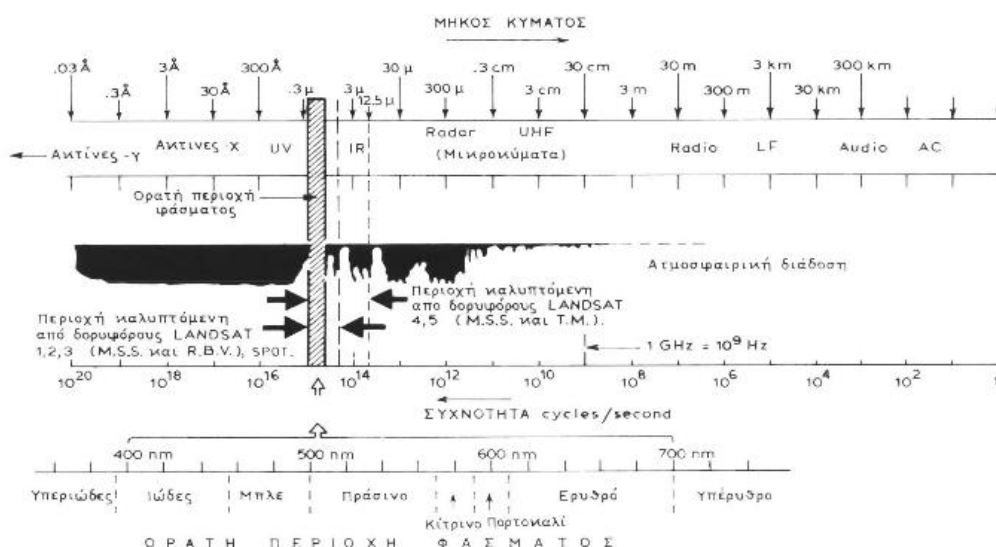 ΜΗΚΟΣ ΚΥΜΑΤΟΣ
.03Å 3Å 300Å 30μ .3cm 30cm 30m 3km 300km
.3Å 30Å .3μ 3μ 12.5μ 300μ 3cm 3m 300m 30km
Ακτίνες -γ Ακτινες -Χ UV IR Radar UHF Radio LF Audio AC
(Μικροκύματα)
Ορατή περιοχή
φάσματος
Ατμοσφαιρική διάδοση
Περιοχή καλυπτόμενη
από δορυφόρους LANDSAT
1,2,3 (M.S.S. και R.B.V.), SPOT.
Περιοχή καλυπτόμενη
απο δορυφόρους LANDSAT
4,5 (M.S.S. και T.M.).
1 GHz = 10⁹ Hz
10²⁰ 10¹⁸ 10¹⁶ 10¹⁴ 10¹² 10¹⁰ 10⁸ 10⁶ 10⁴ 10² 1
ΣΥΧΝΟΤΗΤΑ cycles/second
400 nm 500 nm 600 nm 700 nm
Υπεριώδες Ιώδες Μπλε Πράσινο Ερυθρό Υπέρυθρο
Κίτρινο Πορτοκαλί
ΟΡΑΤΗ ΠΕΡΙΟΧΗ ΦΑΣΜΑΤΟΣ